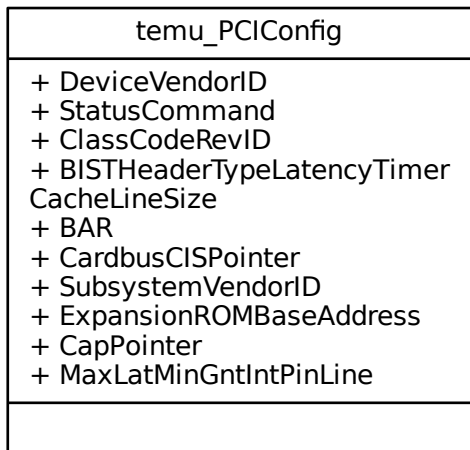 temu_PCIConfig
+ DeviceVendorID
+ StatusCommand
+ ClassCodeRevID
+ BISTHeaderTypeLatencyTimer
CacheLineSize
+ BAR
+ CardbusCISPointer
+ SubsystemVendorID
+ ExpansionROMBaseAddress
+ CapPointer
+ MaxLatMinGntIntPinLine